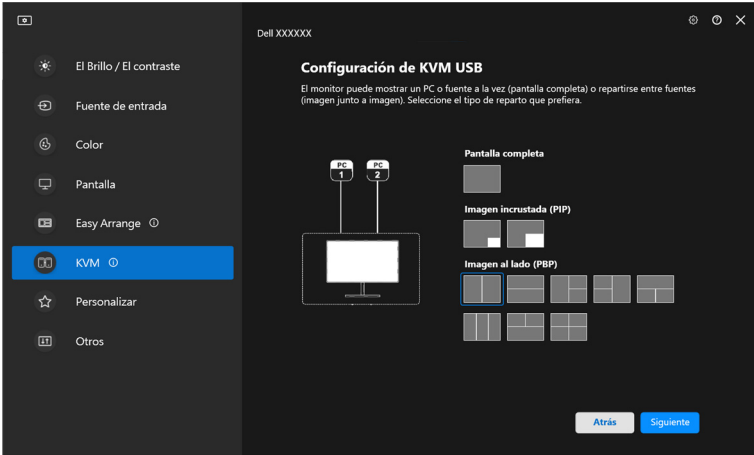 Dell XXXXXX
El Brillo / El contraste
Fuente de entrada
Color
Pantalla
Easy Arrange
KVM
Personalizar
Otros
Configuración de KVM USB
El monitor puede mostrar un PC o fuente a la vez (pantalla completa) o repartirse entre fuentes
(imagen junto a imagen). Seleccione el tipo de reparto que prefiera.
PC
1
PC
2
Pantalla completa
Imagen incrustada (PIP)
Imagen al lado (PBP)
Atrás
Siguiente